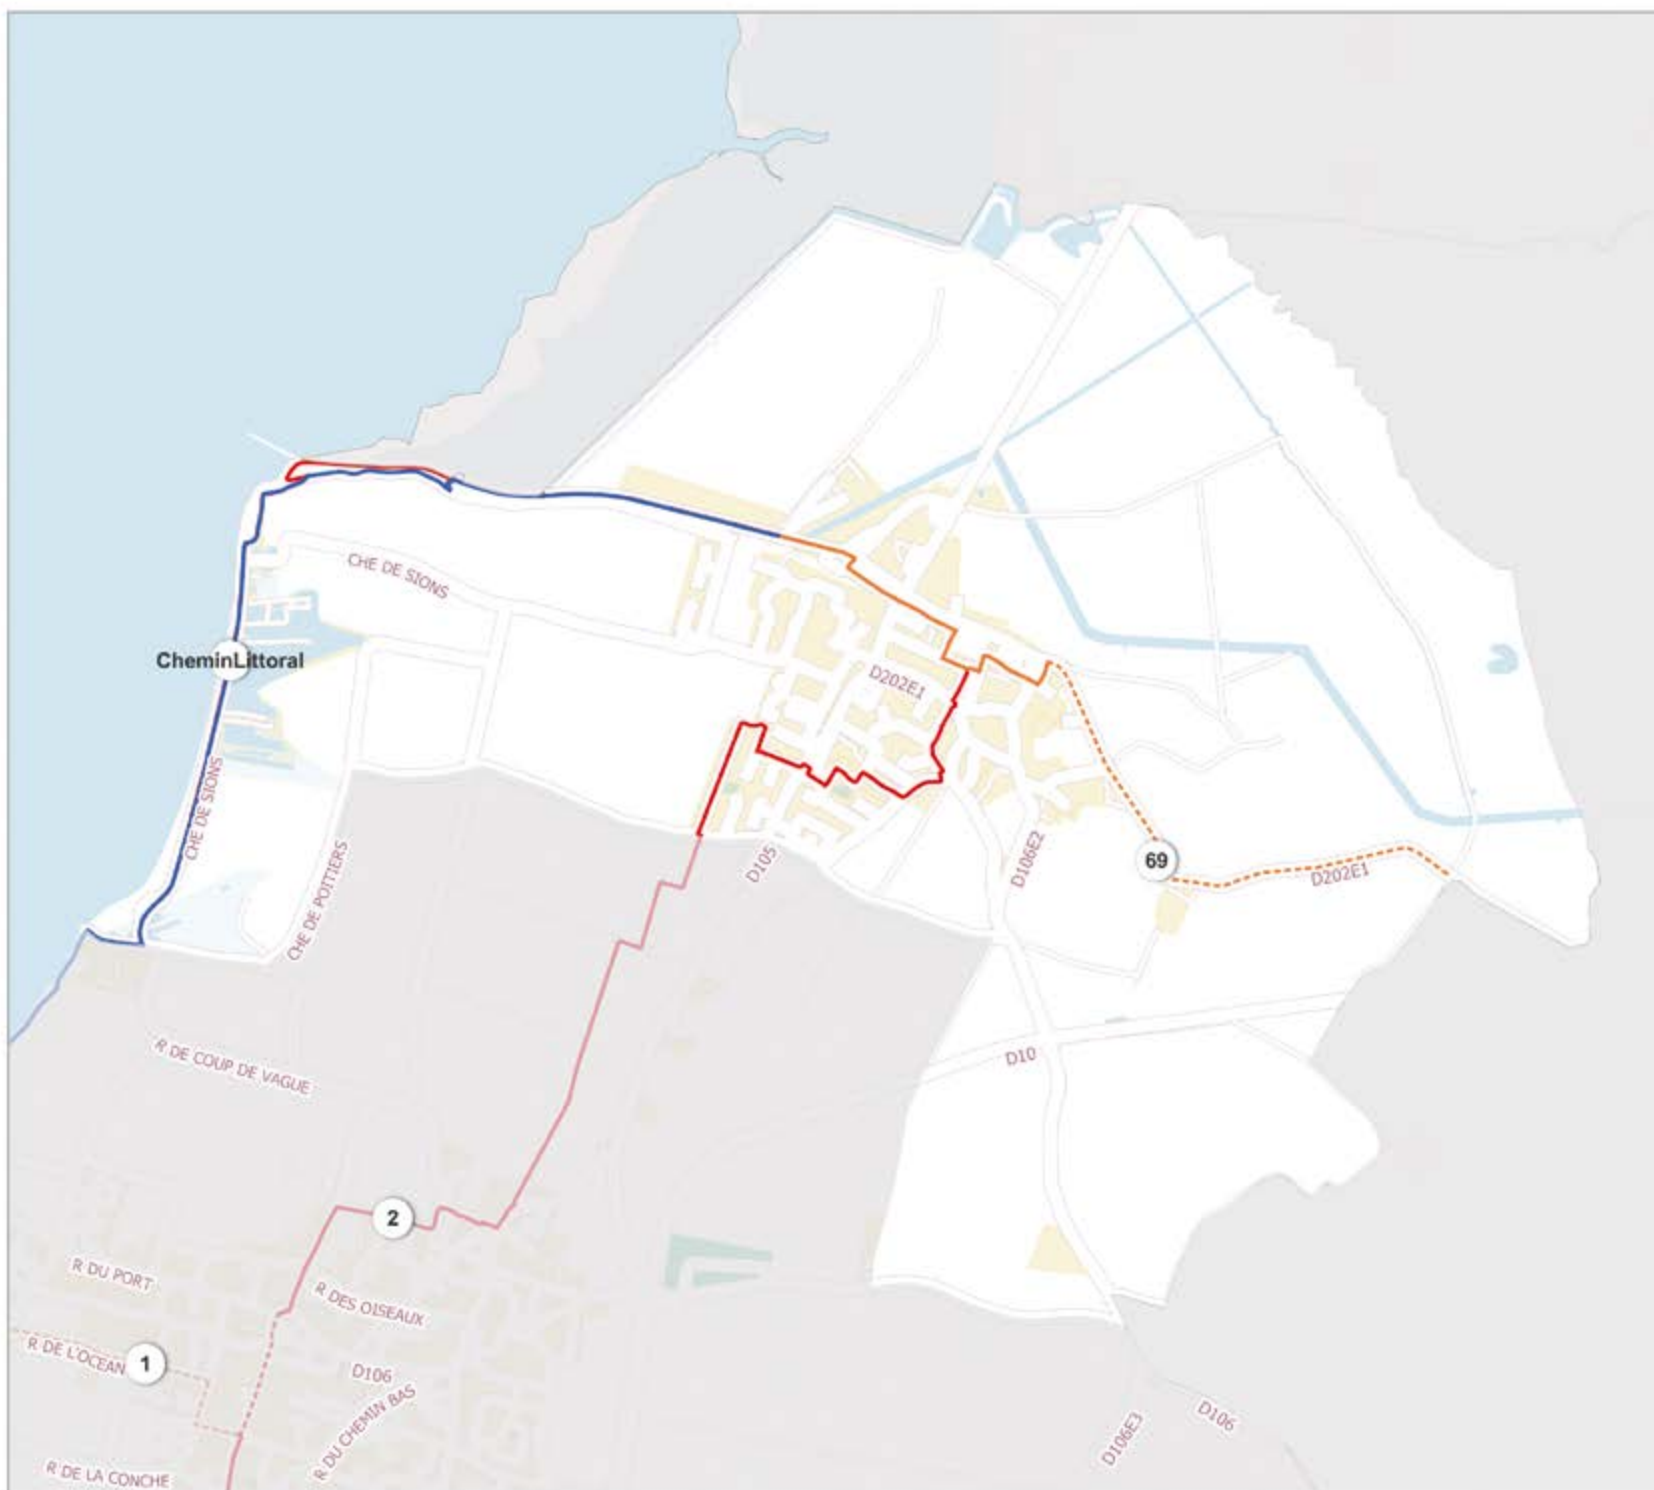 CHE DE SIONS
CheminLittoral
D202E1
CHE DE SIONS
D105
D106E2
69
D202E1
CHE DE POITIERS
R DE COUP DE VAGUE
D10
2
R DU PORT
R DES OISEAUX
R DE L'OCEAN
1
D106
R DU CHEMIN BAS
D106E3
D106
R DE LA CONCHE